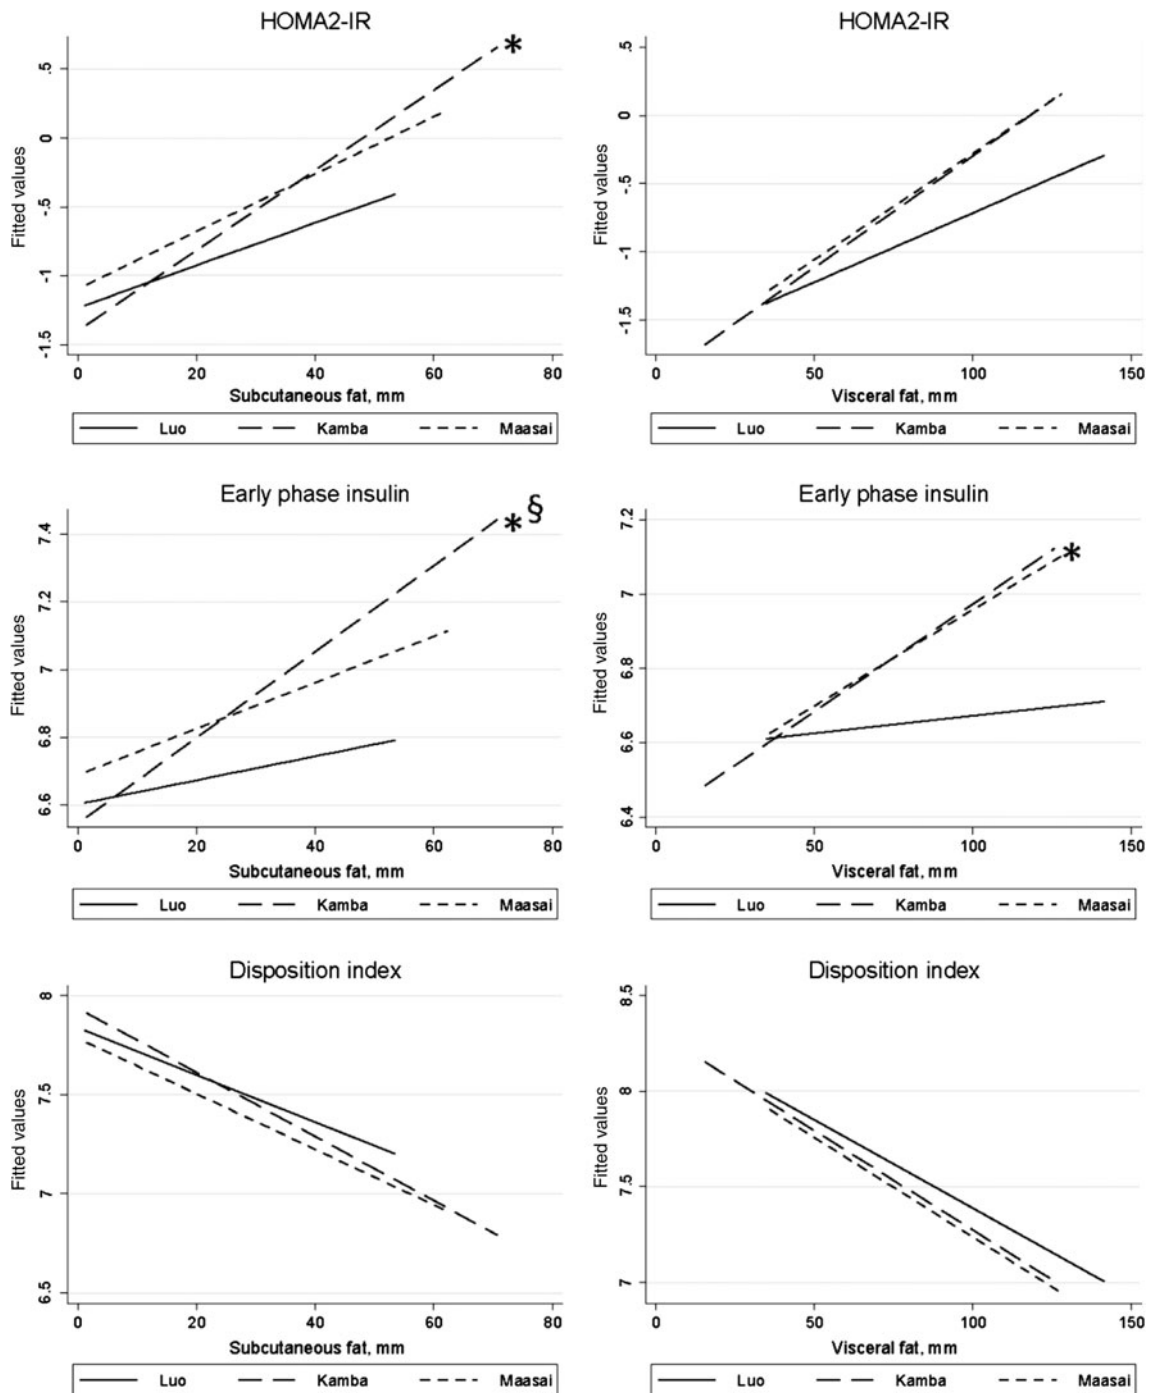 HOMA2-IR
Fitted values
.5
0
-.5
-1
-1.5
*
0 20 40 60 80
Subcutaneous fat, mm
Luo Kamba Maasai
HOMA2-IR
Fitted values
.5
0
-.5
-1
-1.5
0 50 100 150
Visceral fat, mm
Luo Kamba Maasai
Early phase insulin
Fitted values
7.4
7.2
7
6.8
6.6
* §
0 20 40 60 80
Subcutaneous fat, mm
Luo Kamba Maasai
Early phase insulin
Fitted values
7.2
7
6.8
6.6
6.4
*
0 50 100 150
Visceral fat, mm
Luo Kamba Maasai
Disposition index
Fitted values
8
7.5
7
6.5
0 20 40 60 80
Subcutaneous fat, mm
Luo Kamba Maasai
Disposition index
Fitted values
8.5
8
7.5
7
0 50 100 150
Visceral fat, mm
Luo Kamba Maasai